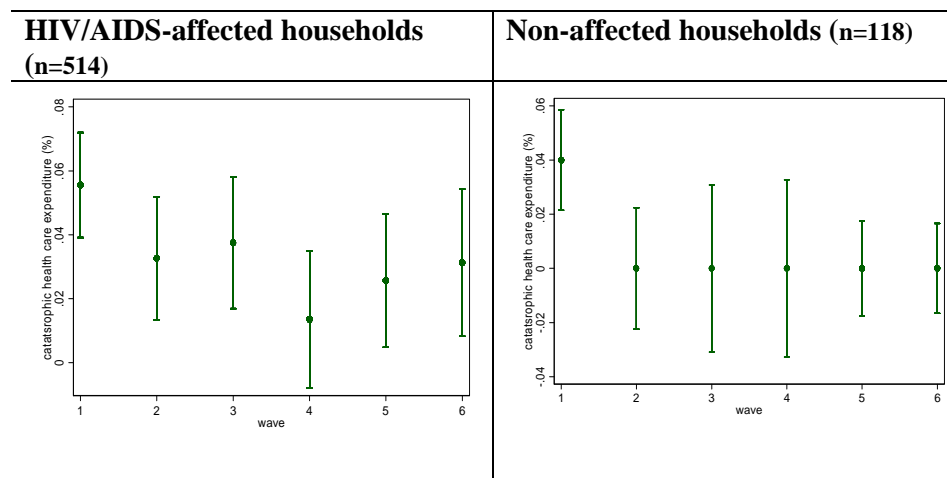 HIV/AIDS-affected households
(n=514)
Non-affected households (n=118)
catatsrophic health care expenditure (%)
.08
.06
.04
.02
0
1 2 3 4 5 6
wave
catatsrophic health care expenditure (%)
.06
.04
.02
0
-.02
-.04
1 2 3 4 5 6
wave